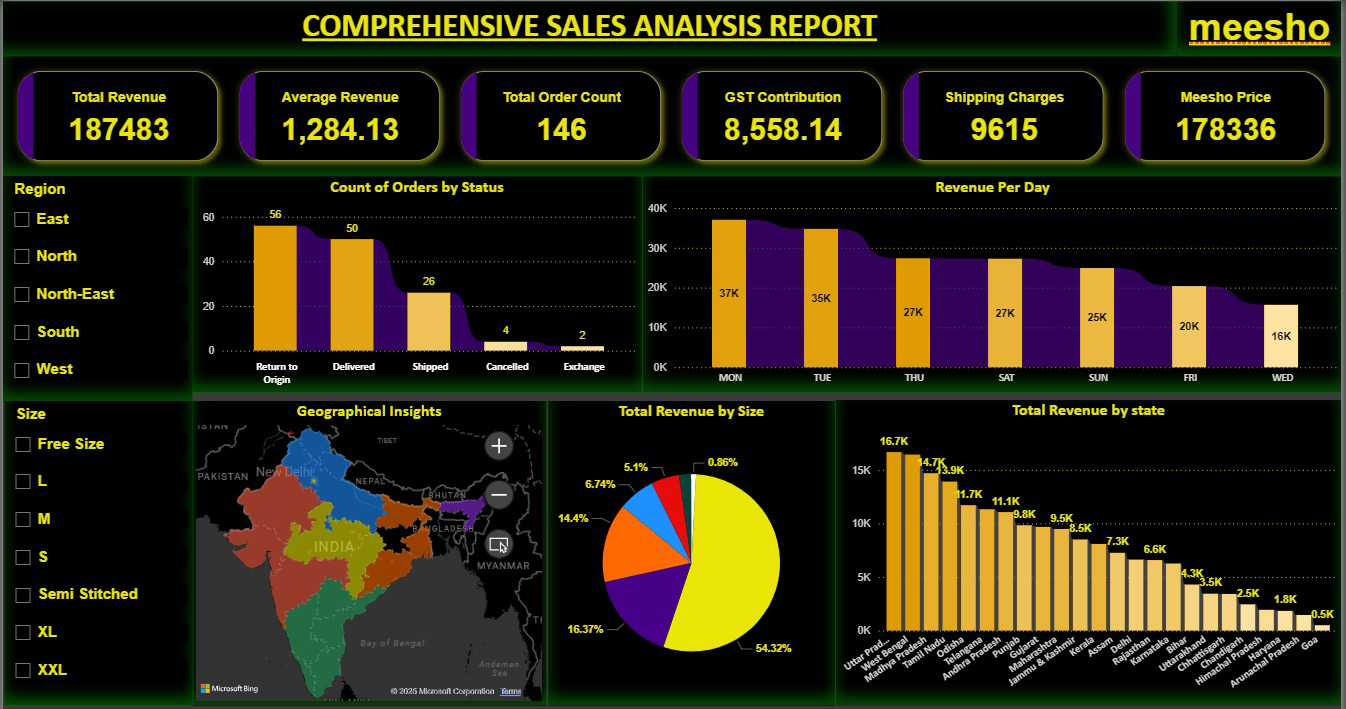 COMPREHENSIVE SALES ANALYSIS REPORT
meesho
Total Revenue
187483
Average Revenue
1,284.13
Total Order Count
146
GST Contribution
8,558.14
Shipping Charges
9615
Meesho Price
178336
Region
East
North
North-East
South
West
Count of Orders by Status
60
40
20
0
56
50
26
4
2
Return to
Origin
Delivered
Shipped
Cancelled
Exchange
Revenue Per Day
40K
30K
20K
10K
0K
37K
35K
27K
27K
25K
20K
16K
MON
TUE
THU
SAT
SUN
FRI
WED
Size
Free Size
L
M
S
Semi Stitched
XL
XXL
Geographical Insights
TIBET
PAKISTAN
New Delhi
NEPAL
BHUTAN
BANGLADESH
INDIA
MYANMAR
Bay of Bengal
Andaman
Sea
Microsoft Bing
© 2025 Microsoft Corporation
Terms
Total Revenue by Size
0.86%
5.1%
6.74%
14.4%
16.37%
54.32%
Total Revenue by state
15K
10K
5K
0K
16.7K
14.7K
13.9K
11.7K
11.1K
9.8K
9.5K
8.5K
7.3K
6.6K
4.3K
3.5K
2.5K
1.8K
0.5K
Uttar Prad...
West Bengal
Madhya Pradesh
Tamil Nadu
Odisha
Telangana
Andhra Pradesh
Punjab
Gujarat
Maharashtra
Jammu & Kashmir
Kerala
Assam
Delhi
Rajasthan
Karnataka
Bihar
Uttarakhand
Chhatisgarh
Chandigarh
Himachal Pradesh
Haryana
Arunachal Pradesh
Goa